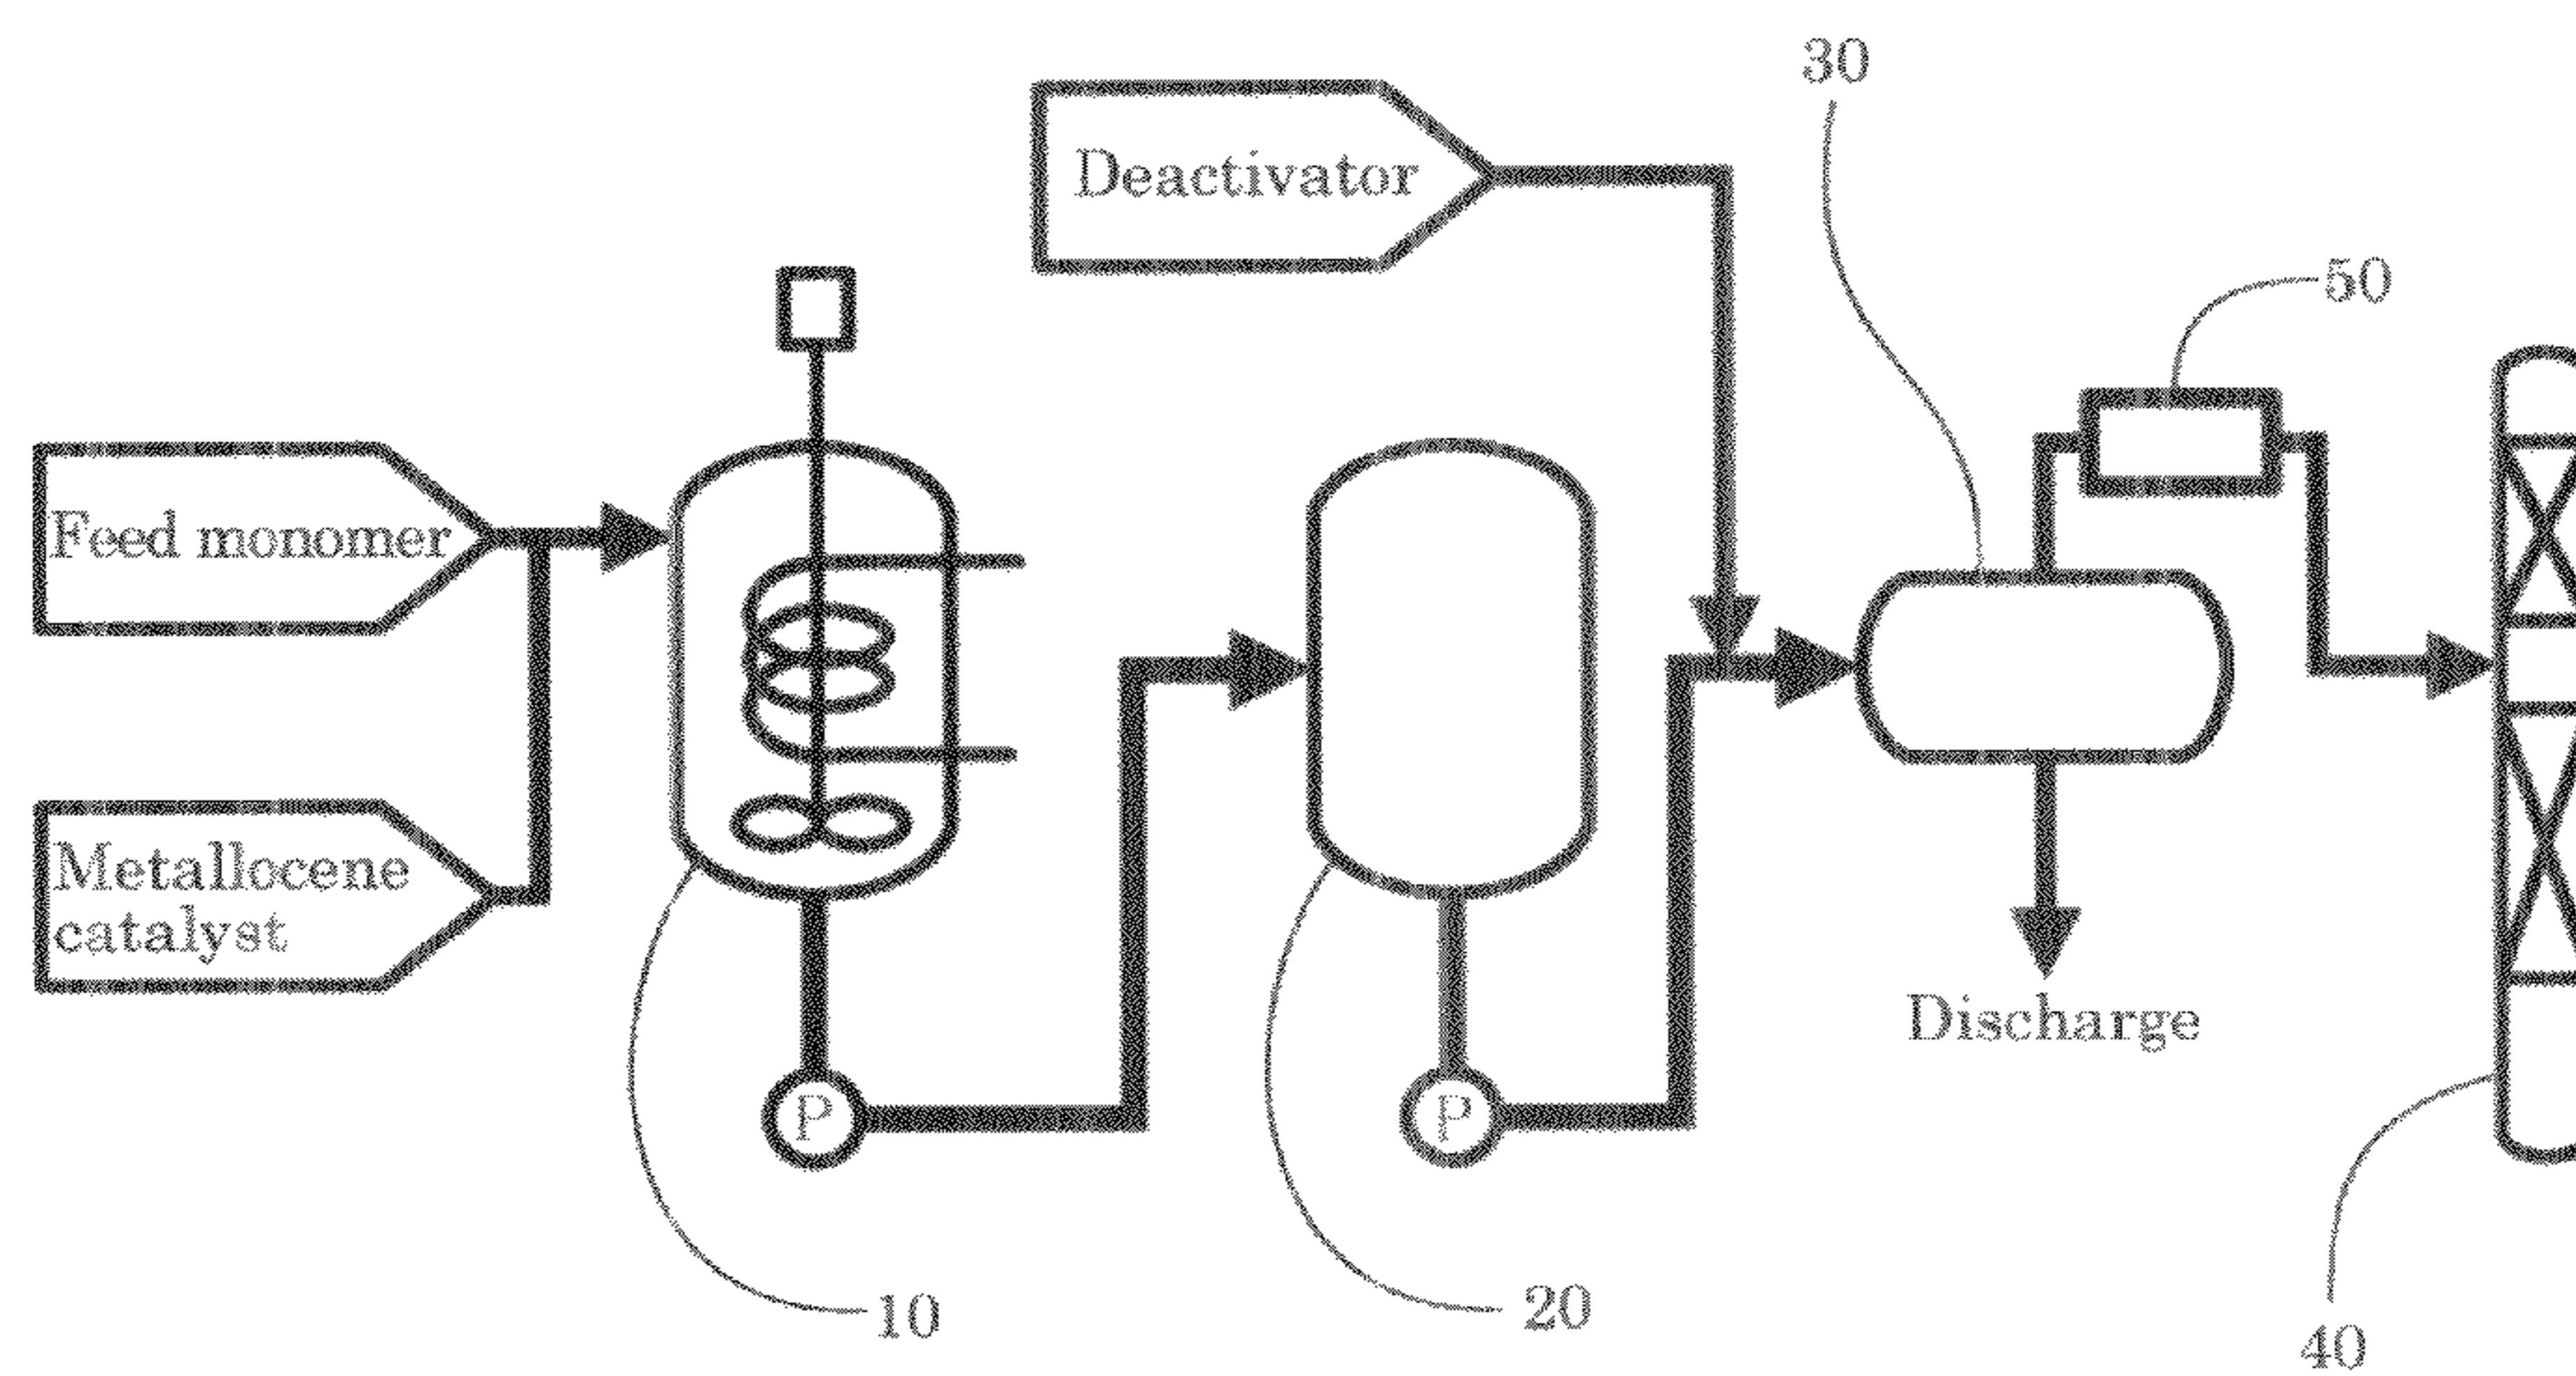 30
Deactivator
50
Feed monomer
Metallocene
catalyst
Discharge
P
P
10
20
40